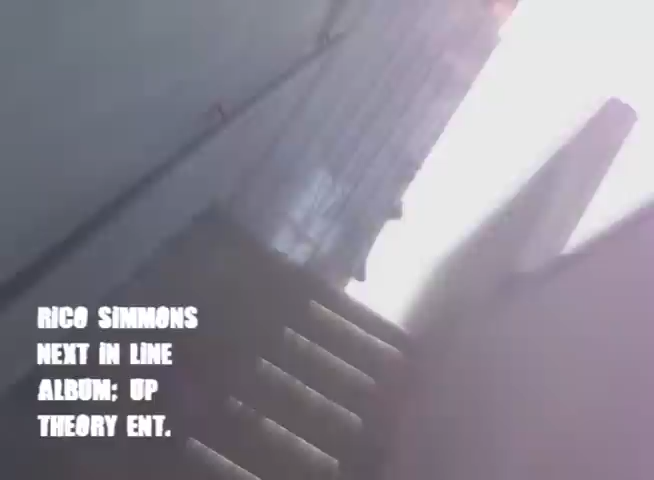 RICO SIMMONS
NEXT IN LINE
ALBUM: UP
THEORY ENT.